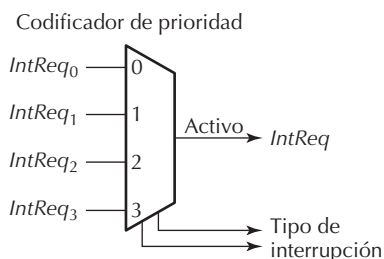 Codificador de prioridad
IntReq0
0
IntReq1
1
Activo
IntReq
IntReq2
2
IntReq3
3
Tipo de
interrupción